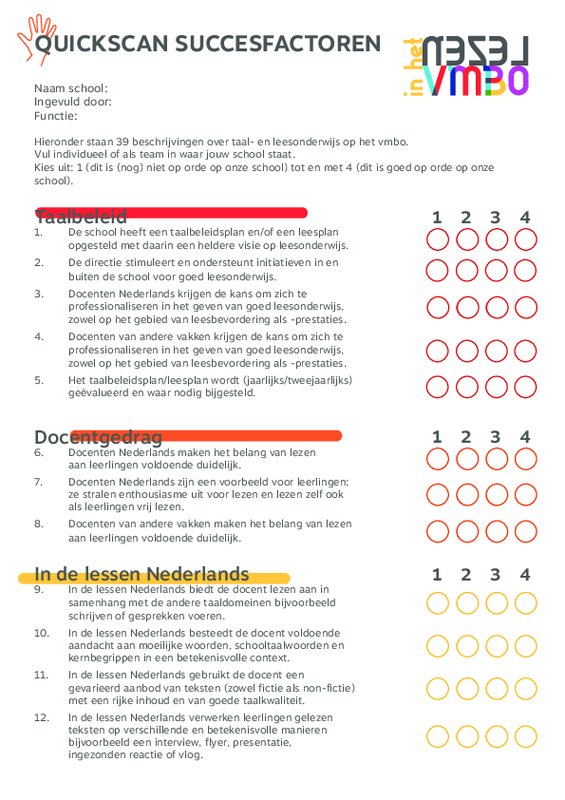 QUICKSCAN SUCCESFACTOREN
in het
LEZEN
VMBO
Naam school:
Ingevuld door:
Functie:
Hieronder staan 39 beschrijvingen over taal- en leesonderwijs op het vmbo.
Vul individueel of als team in waar jouw school staat.
Kies uit: 1 (dit is (nog) niet op orde op onze school) tot en met 4 (dit is goed op orde op onze
school).
Taalbeleid 1 2 3 4
1. De school heeft een taalbeleidsplan en/of een leesplan
opgesteld met daarin een heldere visie op leesonderwijs.
2. De directie stimuleert en ondersteunt initiatieven in en
buiten de school voor goed leesonderwijs.
3. Docenten Nederlands krijgen de kans om zich te
professionaliseren in het geven van goed leesonderwijs,
zowel op het gebied van leesbevordering als -prestaties.
4. Docenten van andere vakken krijgen de kans om zich te
professionaliseren in het geven van goed leesonderwijs,
zowel op het gebied van leesbevordering als -prestaties.
5. Het taalbeleidsplan/leesplan wordt (jaarlijks/tweejaarlijks)
geëvalueerd en waar nodig bijgesteld.
Docentgedrag 1 2 3 4
6. Docenten Nederlands maken het belang van lezen
aan leerlingen voldoende duidelijk.
7. Docenten Nederlands zijn een voorbeeld voor leerlingen:
ze stralen enthousiasme uit voor lezen en lezen zelf ook
als leerlingen vrij lezen.
8. Docenten van andere vakken maken het belang van lezen
aan leerlingen voldoende duidelijk.
In de lessen Nederlands 1 2 3 4
9. In de lessen Nederlands biedt de docent lezen aan in
samenhang met de andere taaldomeinen bijvoorbeeld
schrijven of gesprekken voeren.
10. In de lessen Nederlands besteedt de docent voldoende
aandacht aan moeilijke woorden, schooltaalwoorden en
kernbegrippen in een betekenisvolle context.
11. In de lessen Nederlands gebruikt de docent een
gevarieerd aanbod van teksten (zowel fictie als non-fictie)
met een rijke inhoud en van goede taalkwaliteit.
12. In de lessen Nederlands verwerken leerlingen gelezen
teksten op verschillende en betekenisvolle manieren
bijvoorbeeld een interview, flyer, presentatie,
ingezonden reactie of vlog.